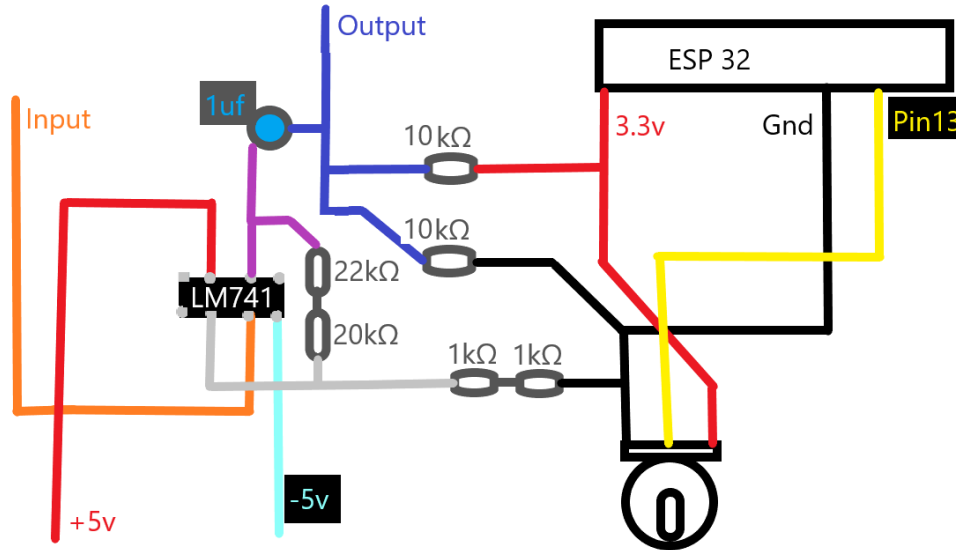 Output
ESP 32
1uf
Input
3.3v
Gnd
Pin13
10kΩ
10kΩ
22kΩ
LM741
20kΩ
1kΩ 1kΩ
-5v
+5v